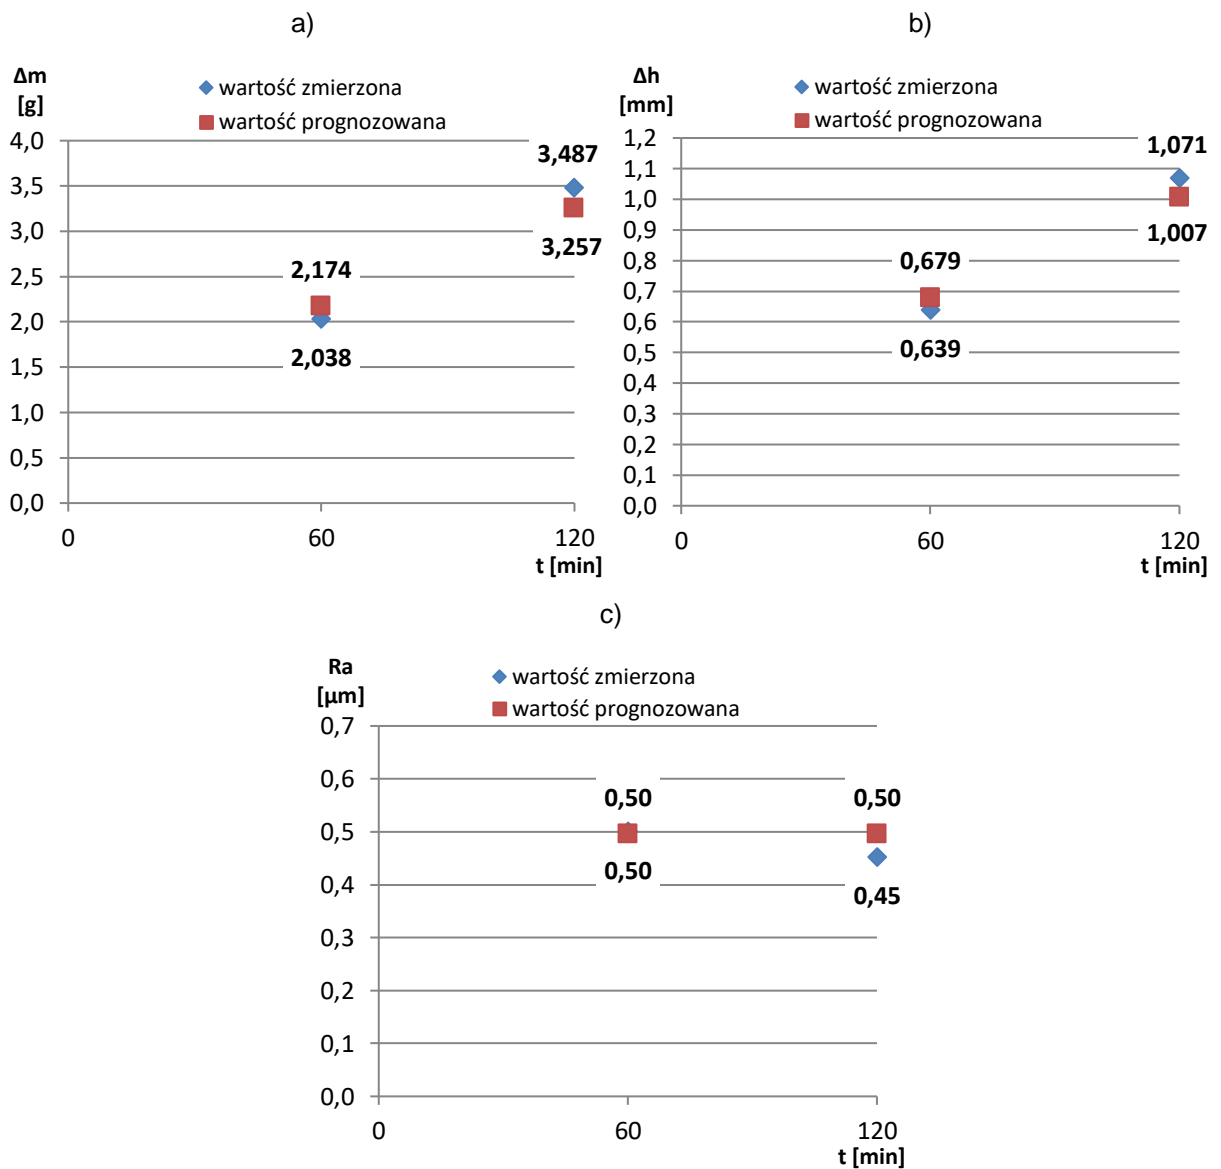 a)
Δm
[g]
wartość zmierzona
wartość prognozowana
4,0
3,5
3,0
2,5
2,0
1,5
1,0
0,5
0,0
3,487
3,257
2,174
2,038
0
60
120
t [min]
b)
Δh
[mm]
wartość zmierzona
wartość prognozowana
1,2
1,1
1,0
0,9
0,8
0,7
0,6
0,5
0,4
0,3
0,2
0,1
0,0
1,071
1,007
0,679
0,639
0
60
120
t [min]
c)
Ra
[µm]
wartość zmierzona
wartość prognozowana
0,7
0,6
0,5
0,4
0,3
0,2
0,1
0,0
0,50
0,50
0,50
0,45
0
60
120
t [min]